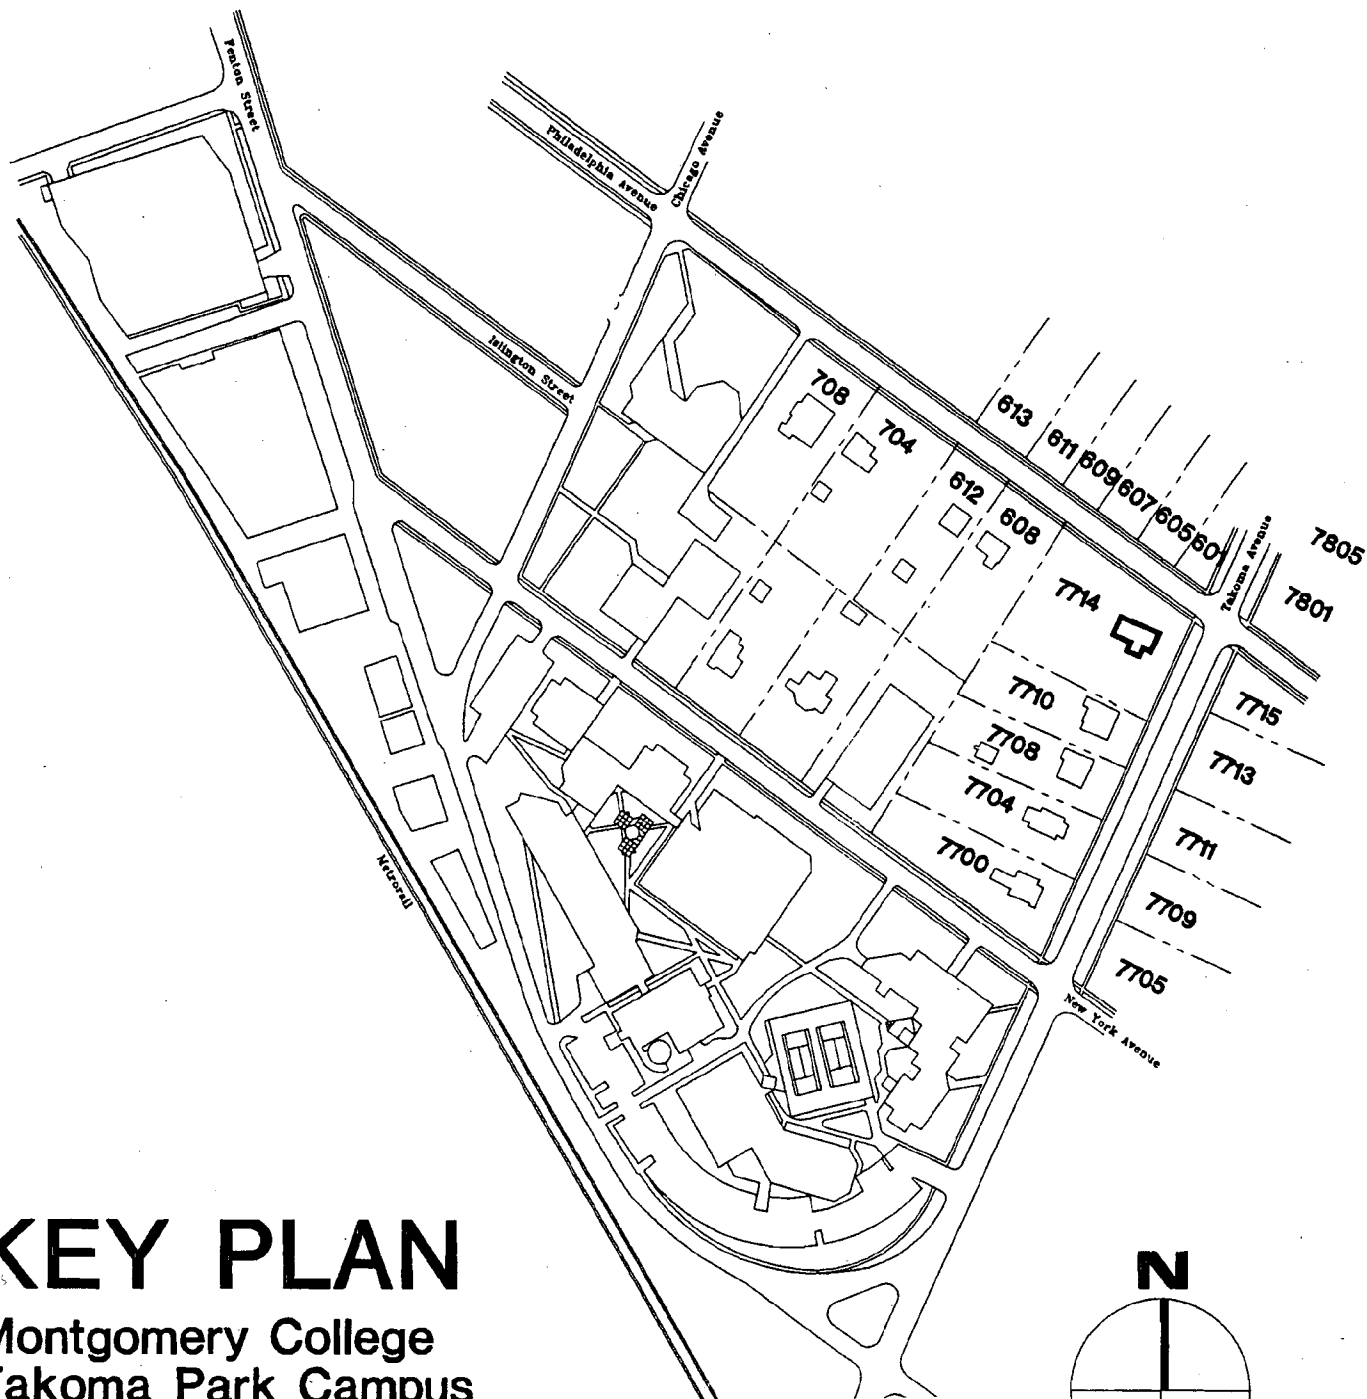 Fenton Street
Philadelphia Avenue
Chicago Avenue
Islington Street
708
704
613
611
609
607
605
601
612
608
Takoma Avenue
7805
7801
7714
7710
7715
7708
7713
7704
7711
7700
7709
7705
Metrorail
New York Avenue
KEY PLAN
Montgomery College
Takoma Park Campus
N